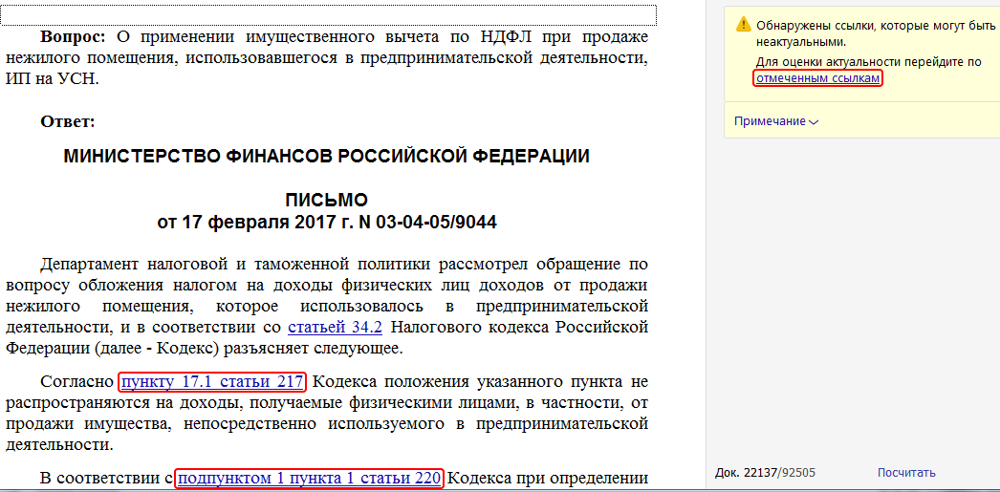 Вопрос: О применении имущественного вычета по НДФЛ при продаже
нежилого помещения, использовавшегося в предпринимательской деятельности,
ИП на УСН.
Ответ:
МИНИСТЕРСТВО ФИНАНСОВ РОССИЙСКОЙ ФЕДЕРАЦИИ
ПИСЬМО
от 17 февраля 2017 г. N 03-04-05/9044
Департамент налоговой и таможенной политики рассмотрел обращение по
вопросу обложения налогом на доходы физических лиц доходов от продажи
нежилого помещения, которое использовалось в предпринимательской
деятельности, и в соответствии со статьей 34.2 Налогового кодекса Российской
Федерации (далее - Кодекс) разъясняет следующее.
Согласно пункту 17.1 статьи 217 Кодекса положения указанного пункта не
распространяются на доходы, получаемые физическими лицами, в частности, от
продажи имущества, непосредственно используемого в предпринимательской
деятельности.
В соответствии с подпунктом 1 пункта 1 статьи 220 Кодекса при определении
Обнаружены ссылки, которые могут быть
неактуальными.
Для оценки актуальности перейдите по
отмеченным ссылкам
Примечание
Док. 22137/92505 Посчитать